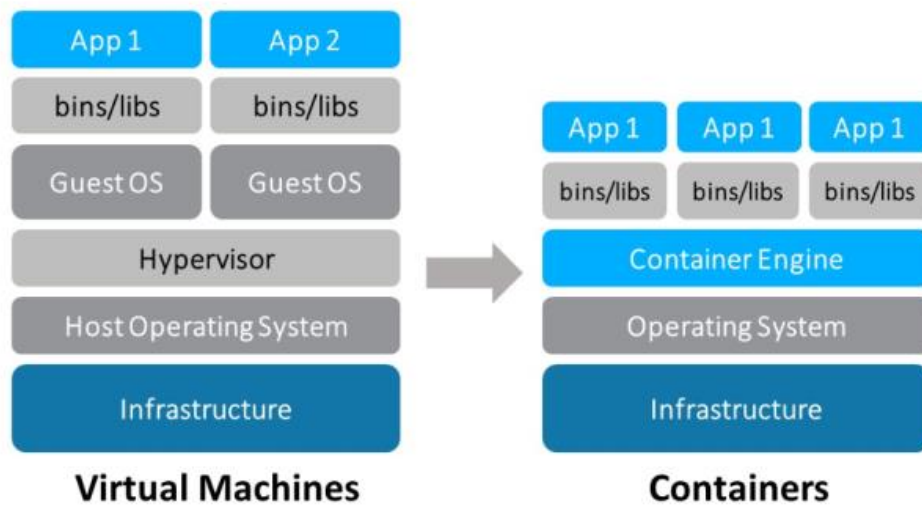 App 1
App 2
bins/libs
bins/libs
Guest OS
Guest OS
Hypervisor
Host Operating System
Infrastructure
Virtual Machines
App 1
App 1
App 1
bins/libs
bins/libs
bins/libs
Container Engine
Operating System
Infrastructure
Containers